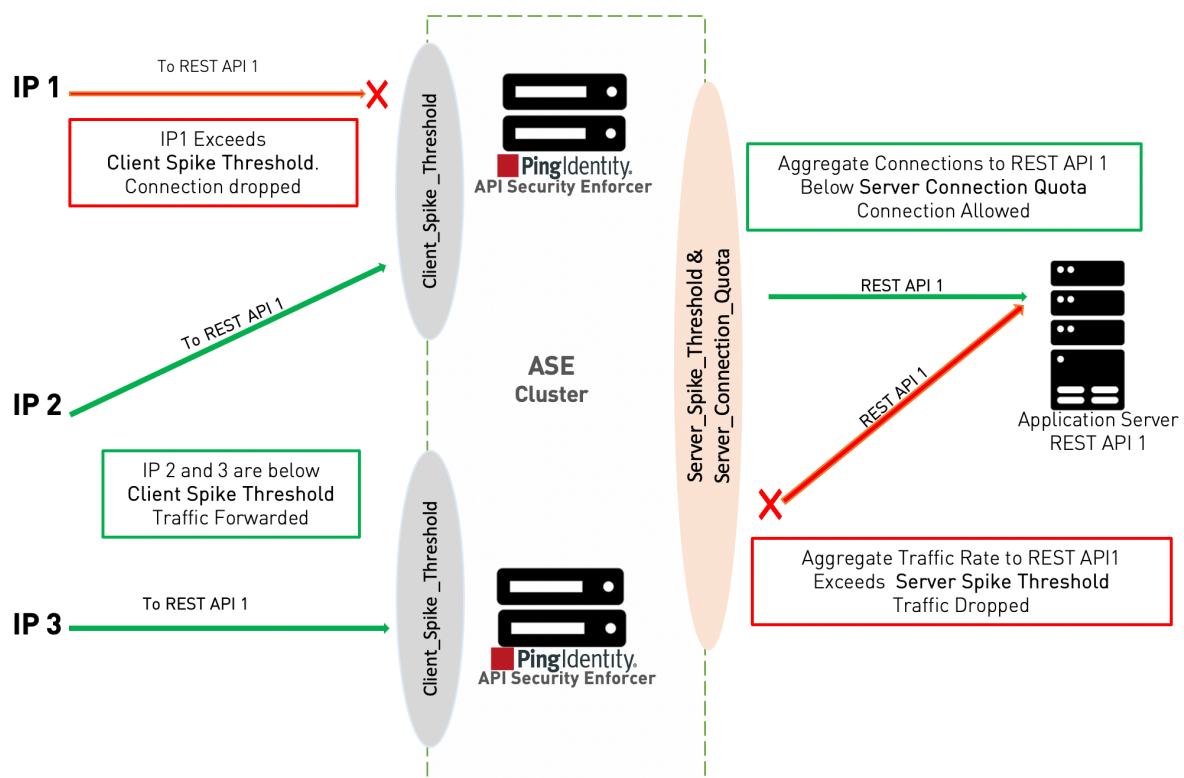 To REST API 1
IP 1
IP1 Exceeds
Client Spike Threshold.
Connection dropped
To REST API 1
IP 2
IP 2 and 3 are below
Client Spike Threshold
Traffic Forwarded
To REST API 1
IP 3
Client_Spike _Threshold
Client_Spike _Threshold
PingIdentity.
API Security Enforcer
ASE
Cluster
PingIdentity.
API Security Enforcer
Server_Spike_Threshold &
Server_Connection_Quota
Aggregate Connections to REST API 1
Below Server Connection Quota
Connection Allowed
REST API 1
REST API 1
Application Server
REST API 1
Aggregate Traffic Rate to REST API1
Exceeds Server Spike Threshold
Traffic Dropped